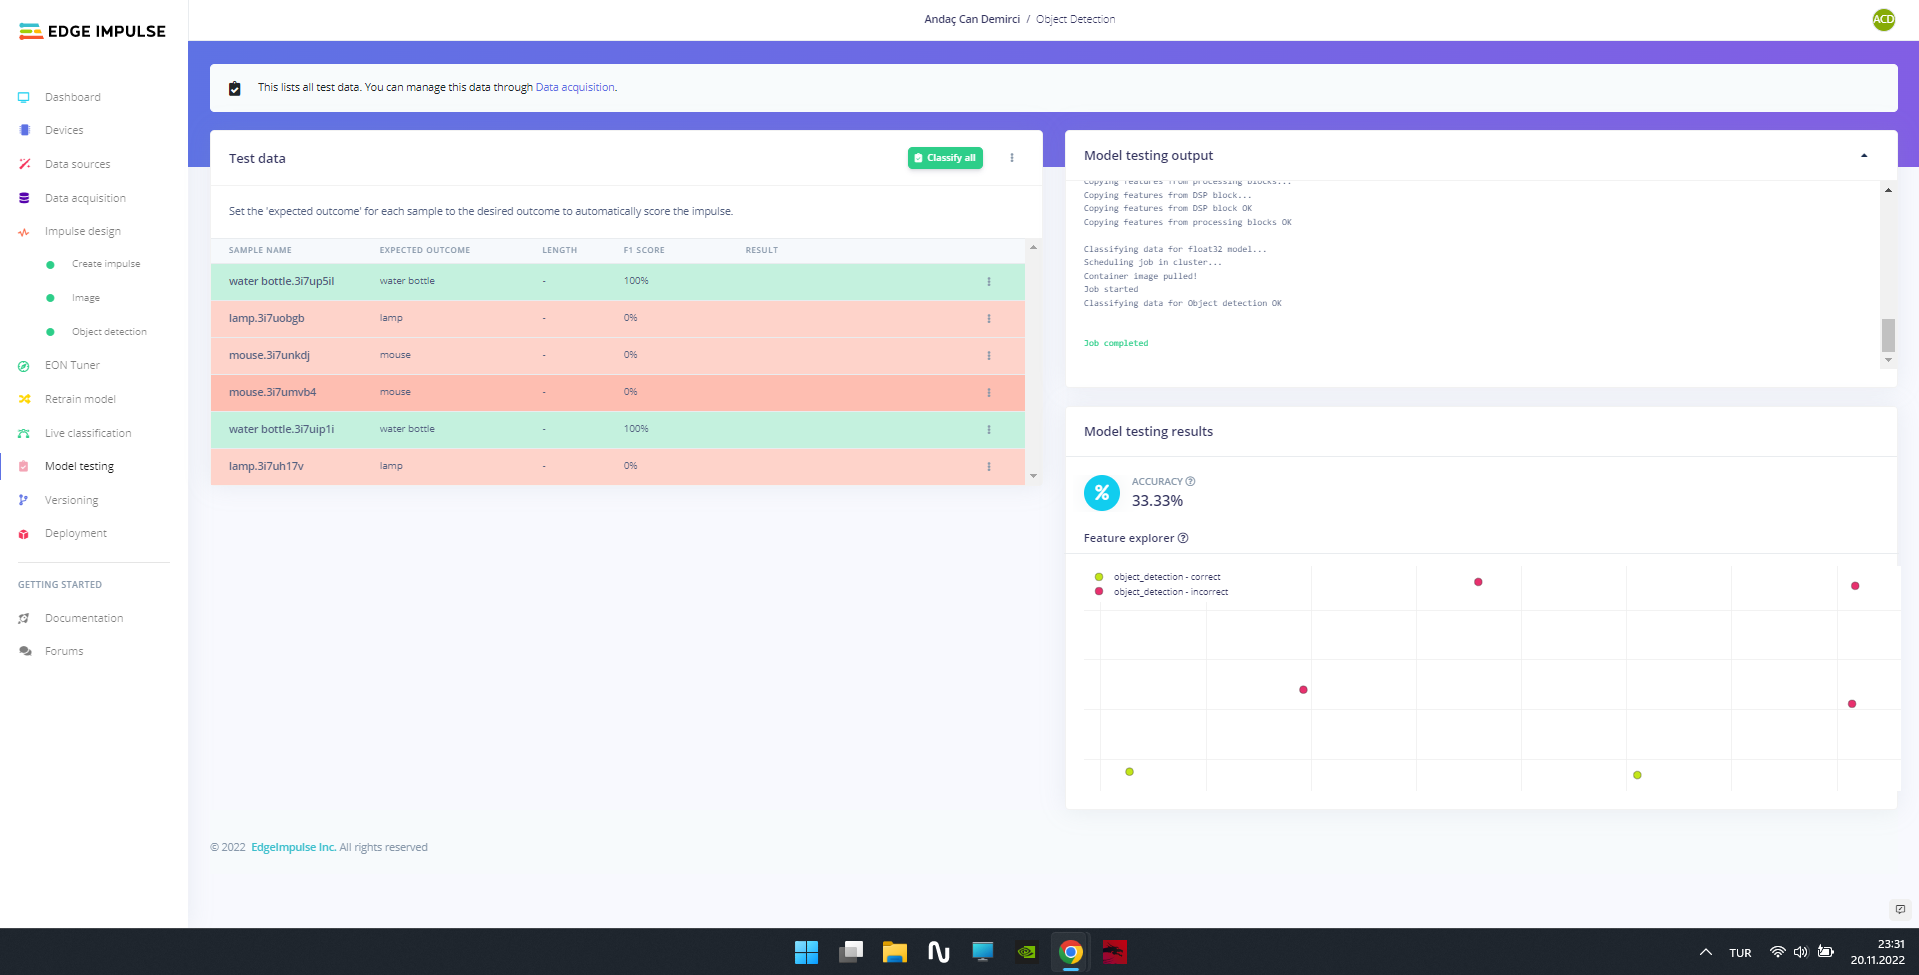 EDGE IMPULSE
Andaç Can Demirci / Object Detection
ACD
Dashboard
Devices
Data sources
Data acquisition
Impulse design
Create impulse
Image
Object detection
EON Tuner
Retrain model
Live classification
Model testing
Versioning
Deployment
GETTING STARTED
Documentation
Forums
This lists all test data. You can manage this data through Data acquisition.
Test data
Classify all
Set the 'expected outcome' for each sample to the desired outcome to automatically score the impulse.
SAMPLE NAME EXPECTED OUTCOME LENGTH F1 SCORE RESULT
water bottle.3i7up5il water bottle - 100%
lamp.3i7uobgb lamp - 0%
mouse.3i7unkdj mouse - 0%
mouse.3i7umvb4 mouse - 0%
water bottle.3i7uip1i water bottle - 100%
lamp.3i7uh17v lamp - 0%
Model testing output
Copying features from processing blocks...
Copying features from DSP block...
Copying features from DSP block OK
Copying features from processing blocks OK
Classifying data for float32 model...
Scheduling job in cluster...
Container image pulled!
Job started
Classifying data for Object detection OK
Job completed
Model testing results
%
ACCURACY
33.33%
Feature explorer
object_detection - correct
object_detection - incorrect
© 2022 EdgeImpulse Inc. All rights reserved
TUR
23:31
20.11.2022